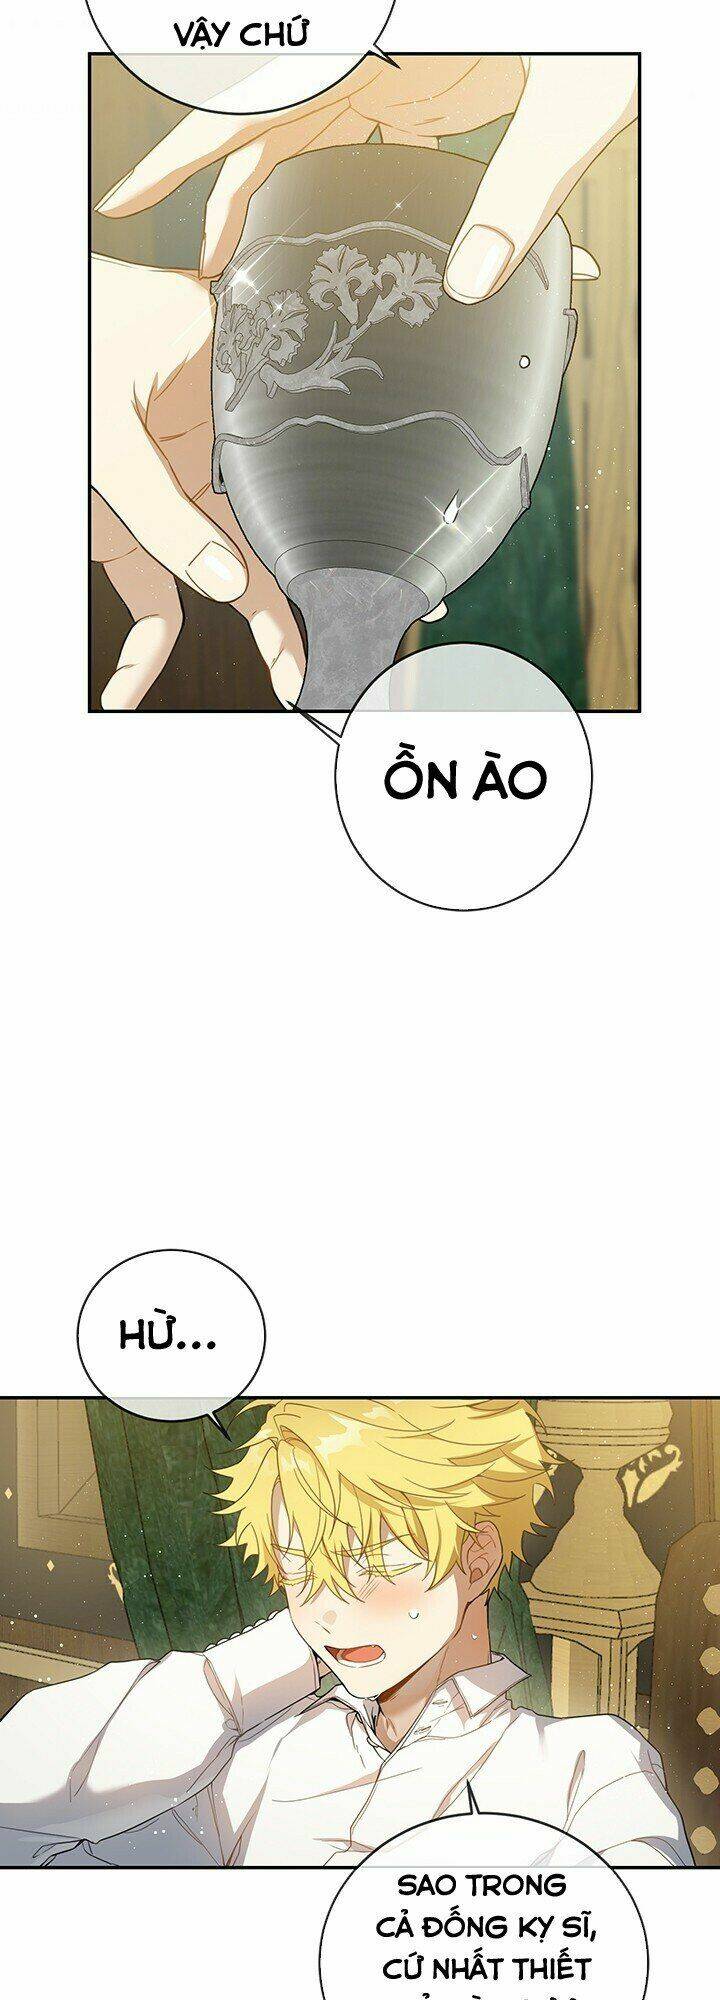 VẬY CHỨ
ỒN ÀO
HỪ...
SAO TRONG
CẢ ĐỐNG KỴ SĨ,
CỨ NHẤT THIẾT